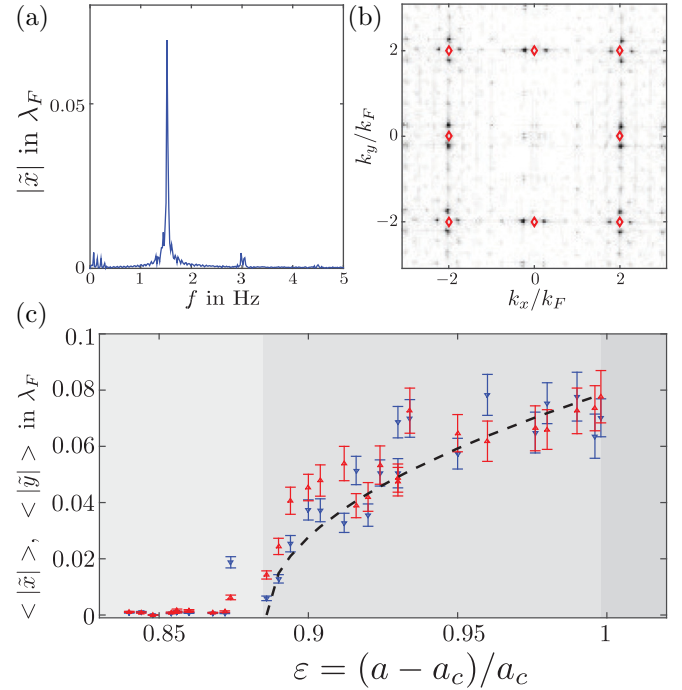 (a)
|x̃| in λ_F
0.05
0
0 1 2 3 4 5
f in Hz
(b)
k_y/k_F
2
0
−2
−2 0 2
k_x/k_F
(c)
< |x̃| >, < |ỹ| > in λ_F
0.1
0.08
0.06
0.04
0.02
0
0.85 0.9 0.95 1
ε = (a − a_c)/a_c